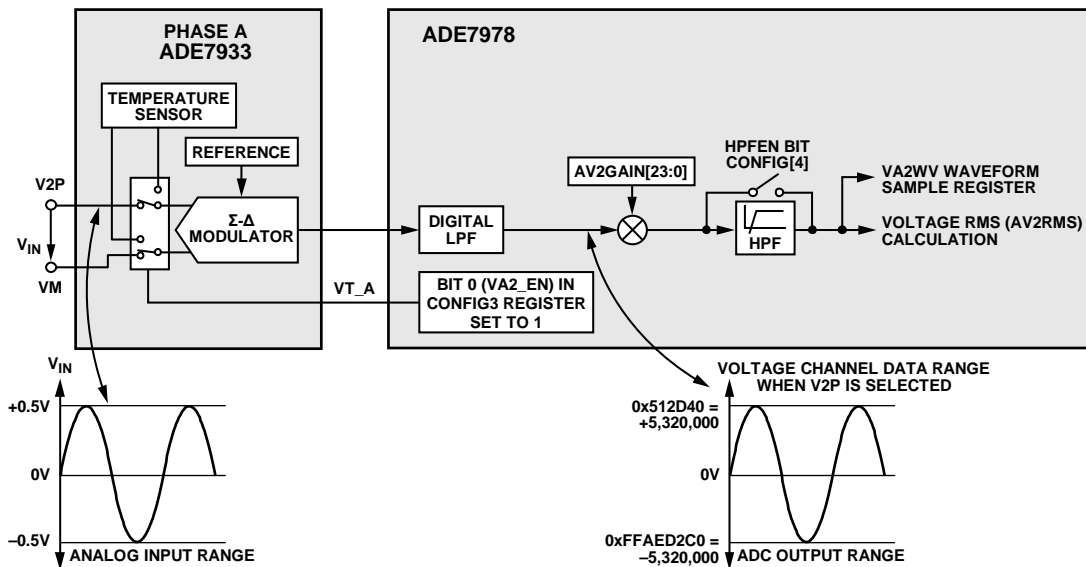 PHASE A
ADE7933
ADE7978
TEMPERATURE
SENSOR
REFERENCE
V2P
VIN
VM
Σ-Δ
MODULATOR
DIGITAL
LPF
AV2GAIN[23:0]
HPFEN BIT
CONFIG[4]
HPF
VA2WV WAVEFORM
SAMPLE REGISTER
VOLTAGE RMS (AV2RMS)
CALCULATION
VT_A
BIT 0 (VA2_EN) IN
CONFIG3 REGISTER
SET TO 1
VIN
+0.5V
0V
–0.5V
ANALOG INPUT RANGE
VOLTAGE CHANNEL DATA RANGE
WHEN V2P IS SELECTED
0x512D40 =
+5,320,000
0V
0xFFAED2C0 =
–5,320,000
ADC OUTPUT RANGE